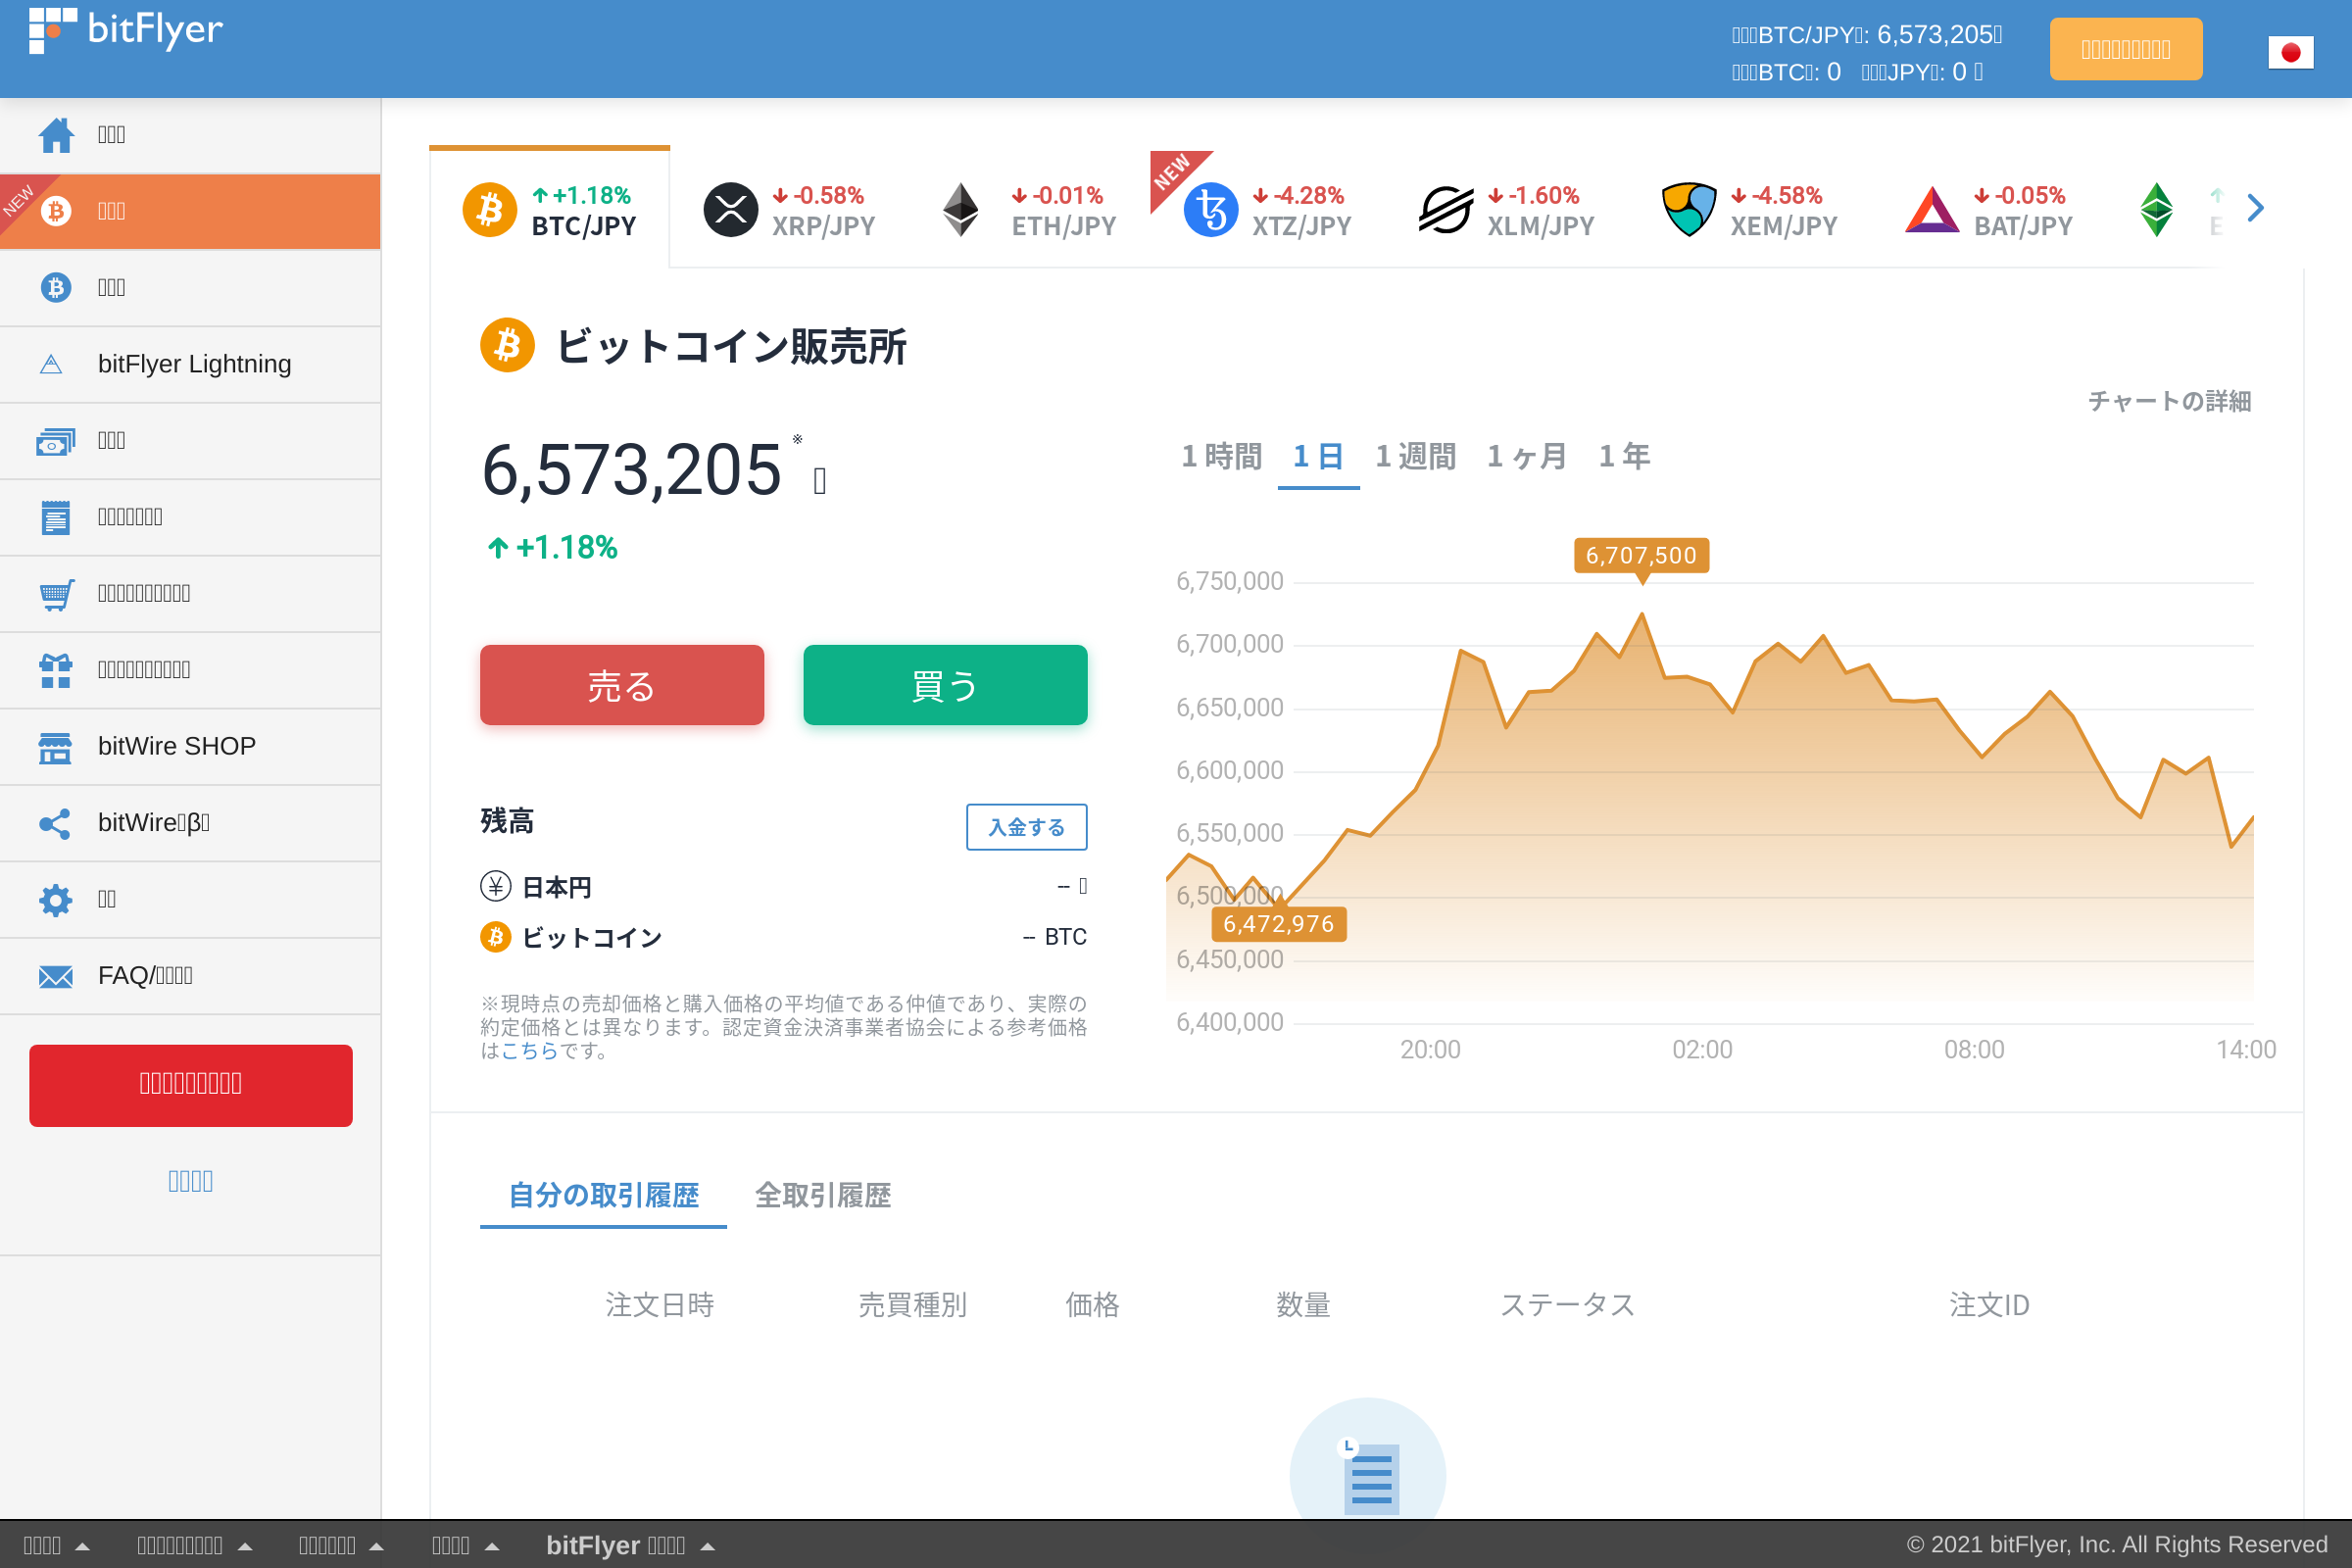 bitFlyer
BTC/JPY: 6,573,205
BTC: 0 JPY: 0
NEW
bitFlyer Lightning
bitWire SHOP
bitWire β
FAQ/
+1.18%
BTC/JPY
-0.58%
XRP/JPY
-0.01%
ETH/JPY
NEW
-4.28%
XTZ/JPY
-1.60%
XLM/JPY
-4.58%
XEM/JPY
-0.05%
BAT/JPY
ビットコイン販売所
チャートの詳細
6,573,205 ※
+1.18%
1 時間 1 日 1 週間 1 ヶ月 1 年
売る 買う
6,707,500
6,750,000
6,700,000
6,650,000
6,600,000
6,550,000
6,500,000
6,472,976
6,450,000
6,400,000
20:00 02:00 08:00 14:00
残高 入金する
日本円 --
ビットコイン -- BTC
※現時点の売却価格と購入価格の平均値である仲値であり、実際の
約定価格とは異なります。認定資金決済事業者協会による参考価格
はこちらです。
自分の取引履歴 全取引履歴
注文日時 売買種別 価格 数量 ステータス 注文ID
bitFlyer
© 2021 bitFlyer, Inc. All Rights Reserved